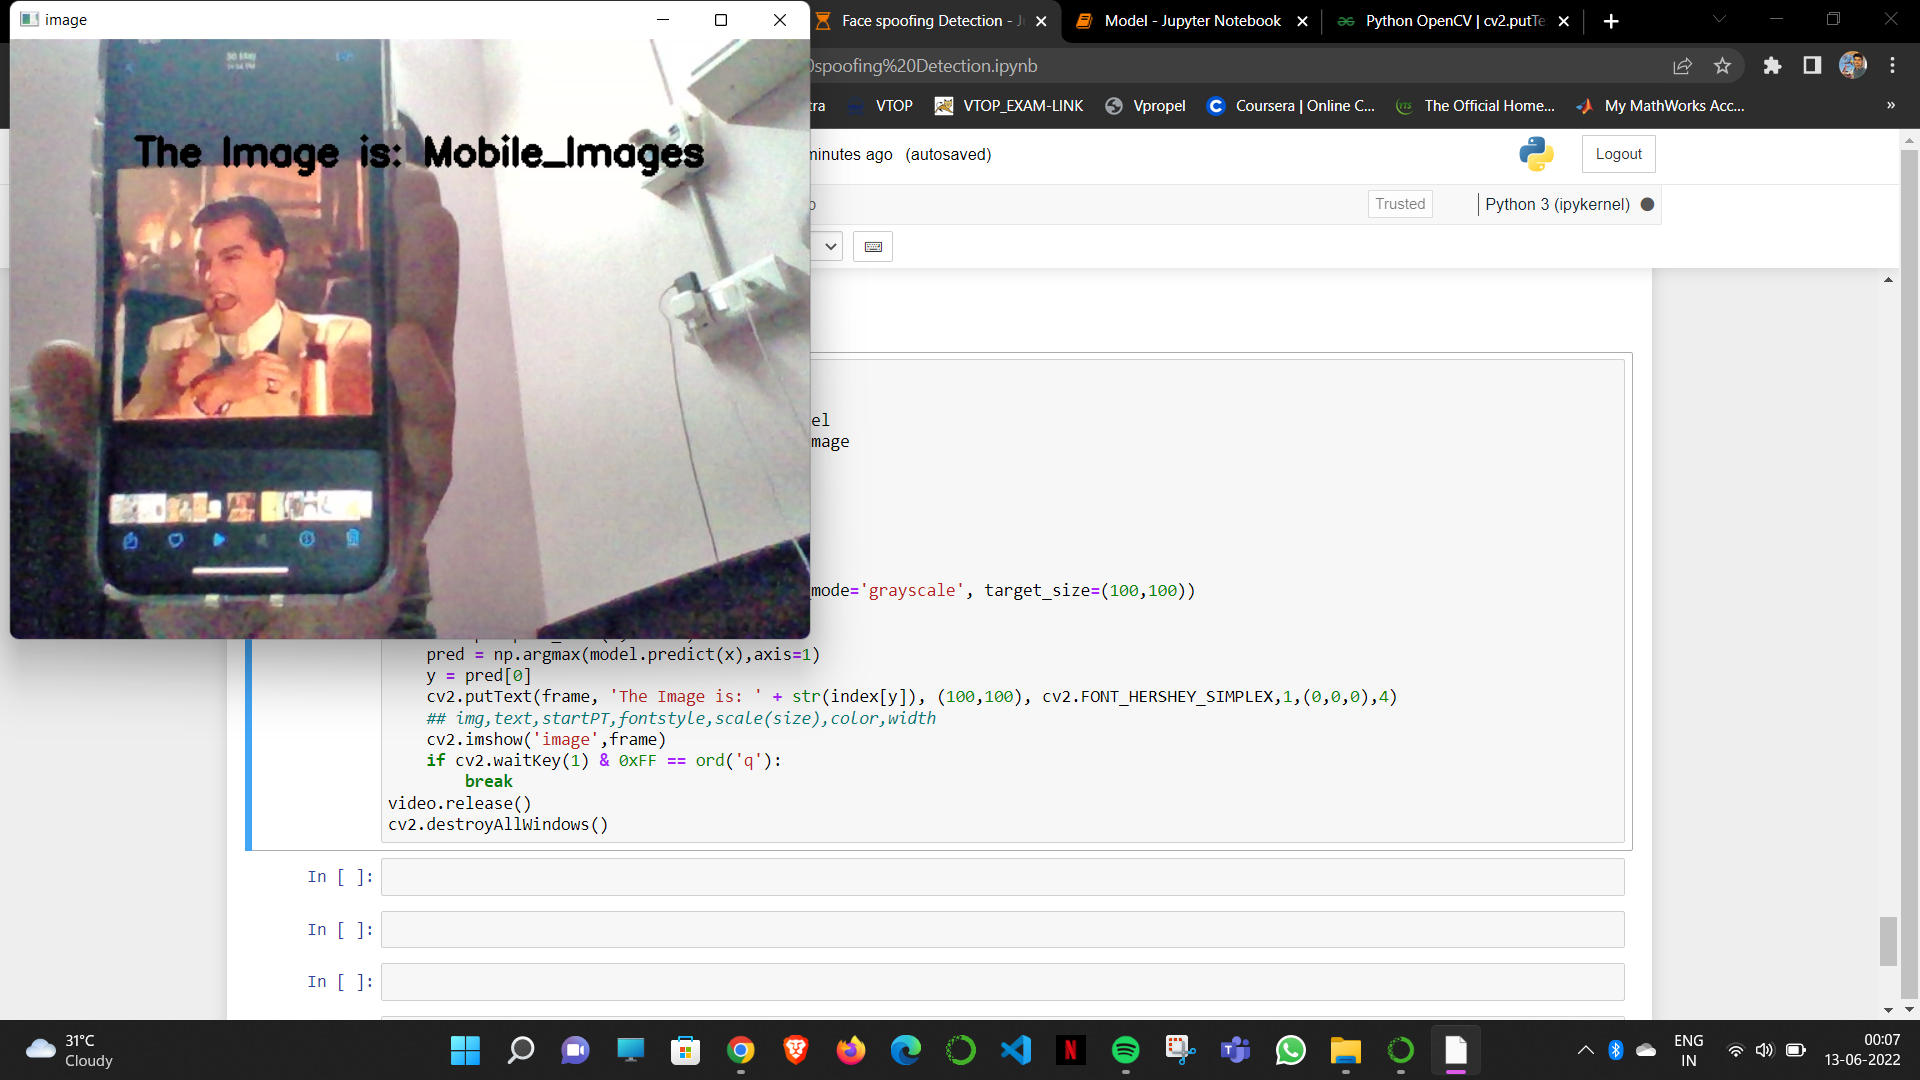 image
The Image is: Mobile_Images
Face spoofing Detection - J
Model - Jupyter Notebook
Python OpenCV | cv2.putTe
spoofing%20Detection.ipynb
tra
VTOP
VTOP_EXAM-LINK
Vpropel
Coursera | Online C...
The Official Home...
My MathWorks Acc...
»
minutes ago (autosaved)
Logout
Trusted
Python 3 (ipykernel)
el
mage
mode='grayscale', target_size=(100,100))
pred = np.argmax(model.predict(x),axis=1)
y = pred[0]
cv2.putText(frame, 'The Image is: ' + str(index[y]), (100,100), cv2.FONT_HERSHEY_SIMPLEX,1,(0,0,0),4)
## img,text,startPT,fontstyle,scale(size),color,width
cv2.imshow('image',frame)
if cv2.waitKey(1) & 0xFF == ord('q'):
break
video.release()
cv2.destroyAllWindows()
In [ ]:
In [ ]:
In [ ]:
31°C
Cloudy
ENG
IN
00:07
13-06-2022